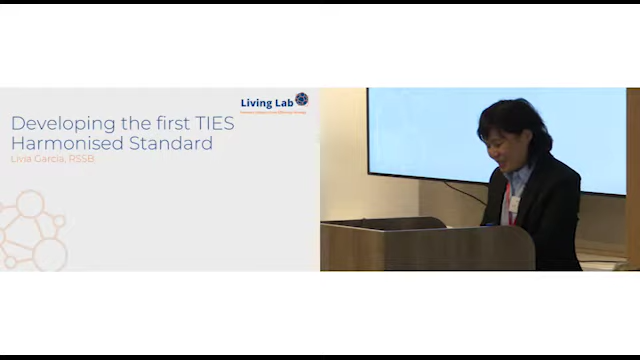 Living Lab
Developing the first TIES
Harmonised Standard
Livia Garcia, RSSB